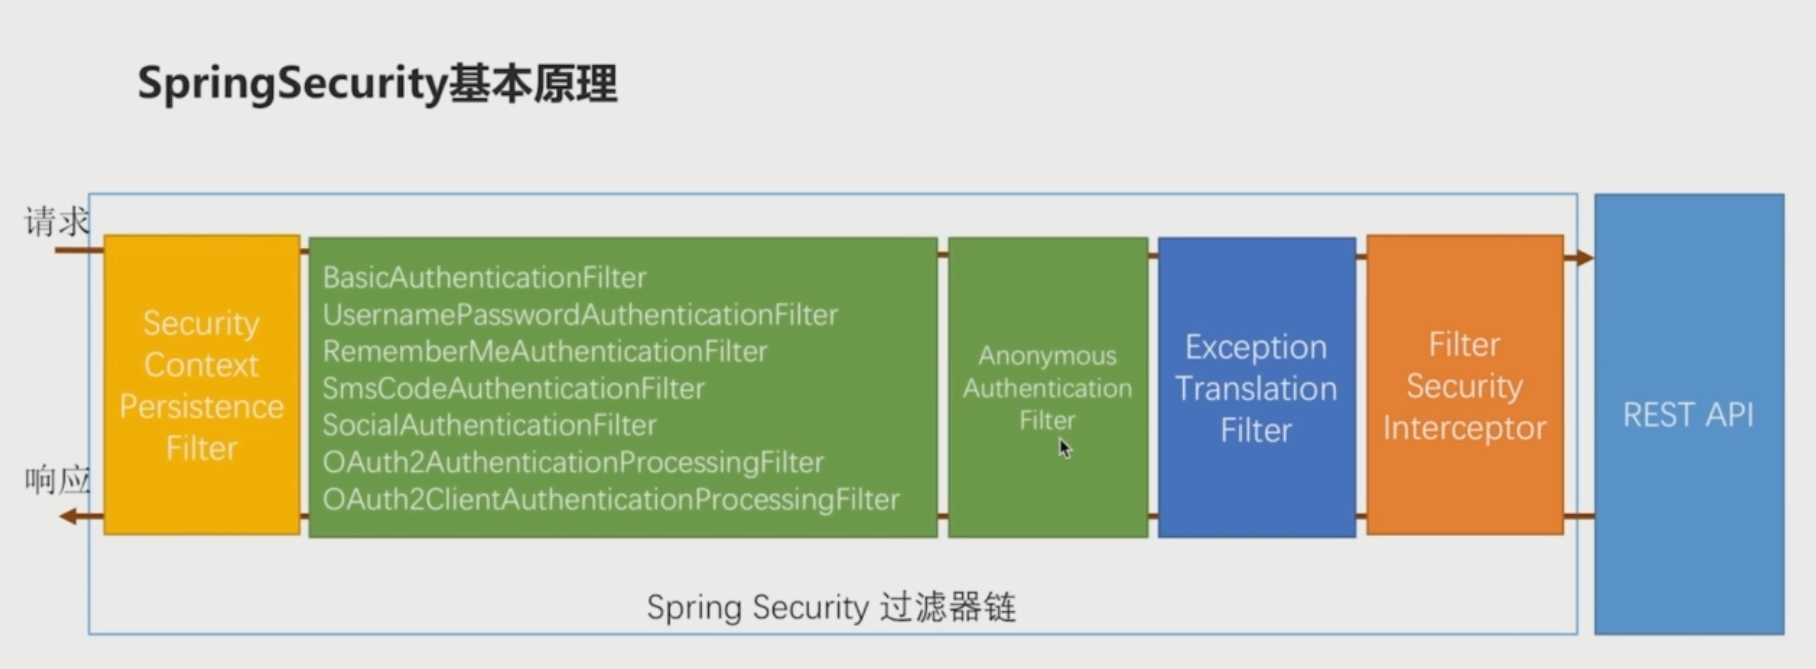 SpringSecurity基本原理
请求
Security
Context
Persistence
Filter
响应
BasicAuthenticationFilter
UsernamePasswordAuthenticationFilter
RememberMeAuthenticationFilter
SmsCodeAuthenticationFilter
SocialAuthenticationFilter
OAuth2AuthenticationProcessingFilter
OAuth2ClientAuthenticationProcessingFilter
Anonymous
Authentication
Filter
Exception
Translation
Filter
Filter
Security
Interceptor
REST API
Spring Security 过滤器链